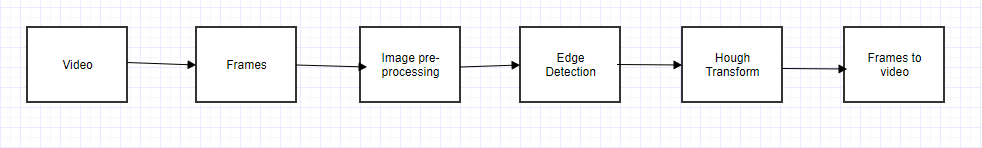 Video
Frames
Image pre-
processing
Edge
Detection
Hough
Transform
Frames to
video